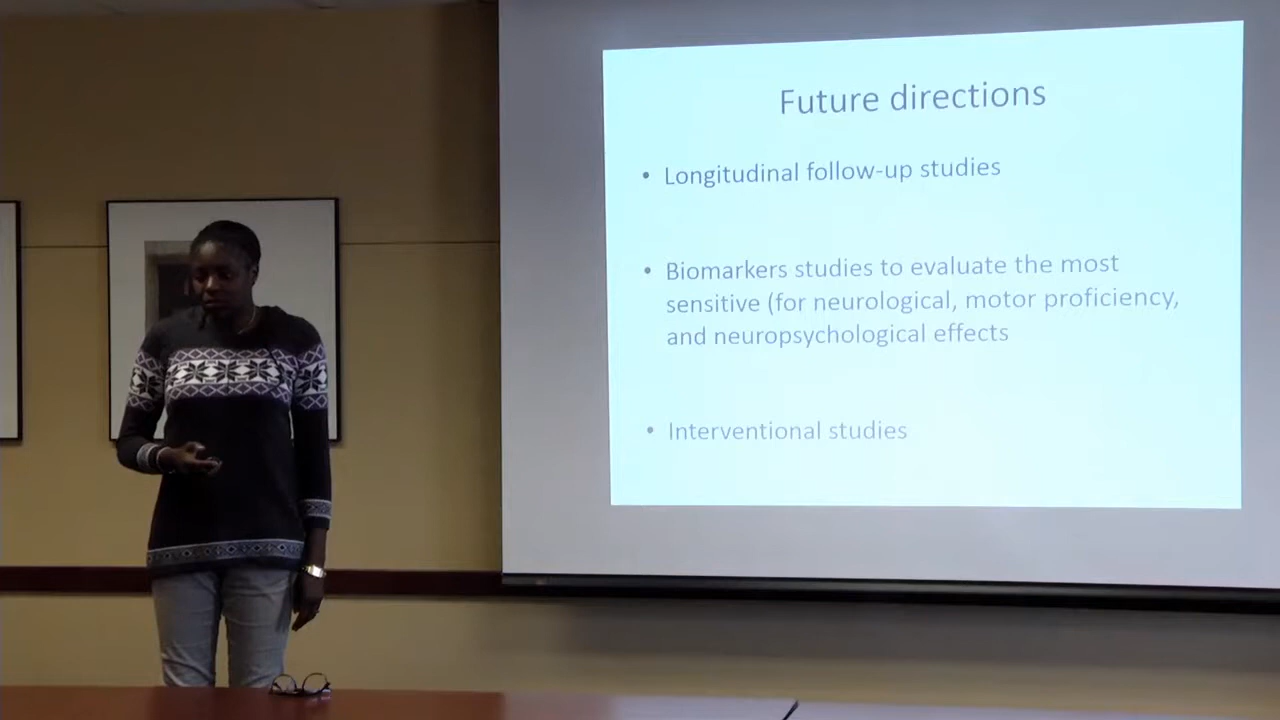 Future directions
• Longitudinal follow-up studies
• Biomarkers studies to evaluate the most
sensitive (for neurological, motor proficiency,
and neuropsychological effects
• Interventional studies